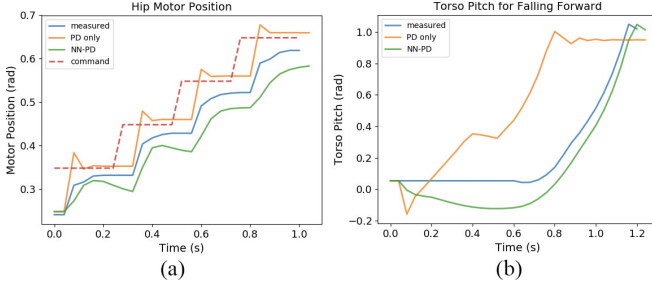 Hip Motor Position
measured
PD only
NN-PD
command
Motor Position (rad)
0.7
0.6
0.5
0.4
0.3
0.0 0.2 0.4 0.6 0.8 1.0
Time (s)
(a)
Torso Pitch for Falling Forward
measured
PD only
NN-PD
Torso Pitch (rad)
1.0
0.8
0.6
0.4
0.2
0.0
−0.2
0.0 0.2 0.4 0.6 0.8 1.0 1.2
Time (s)
(b)